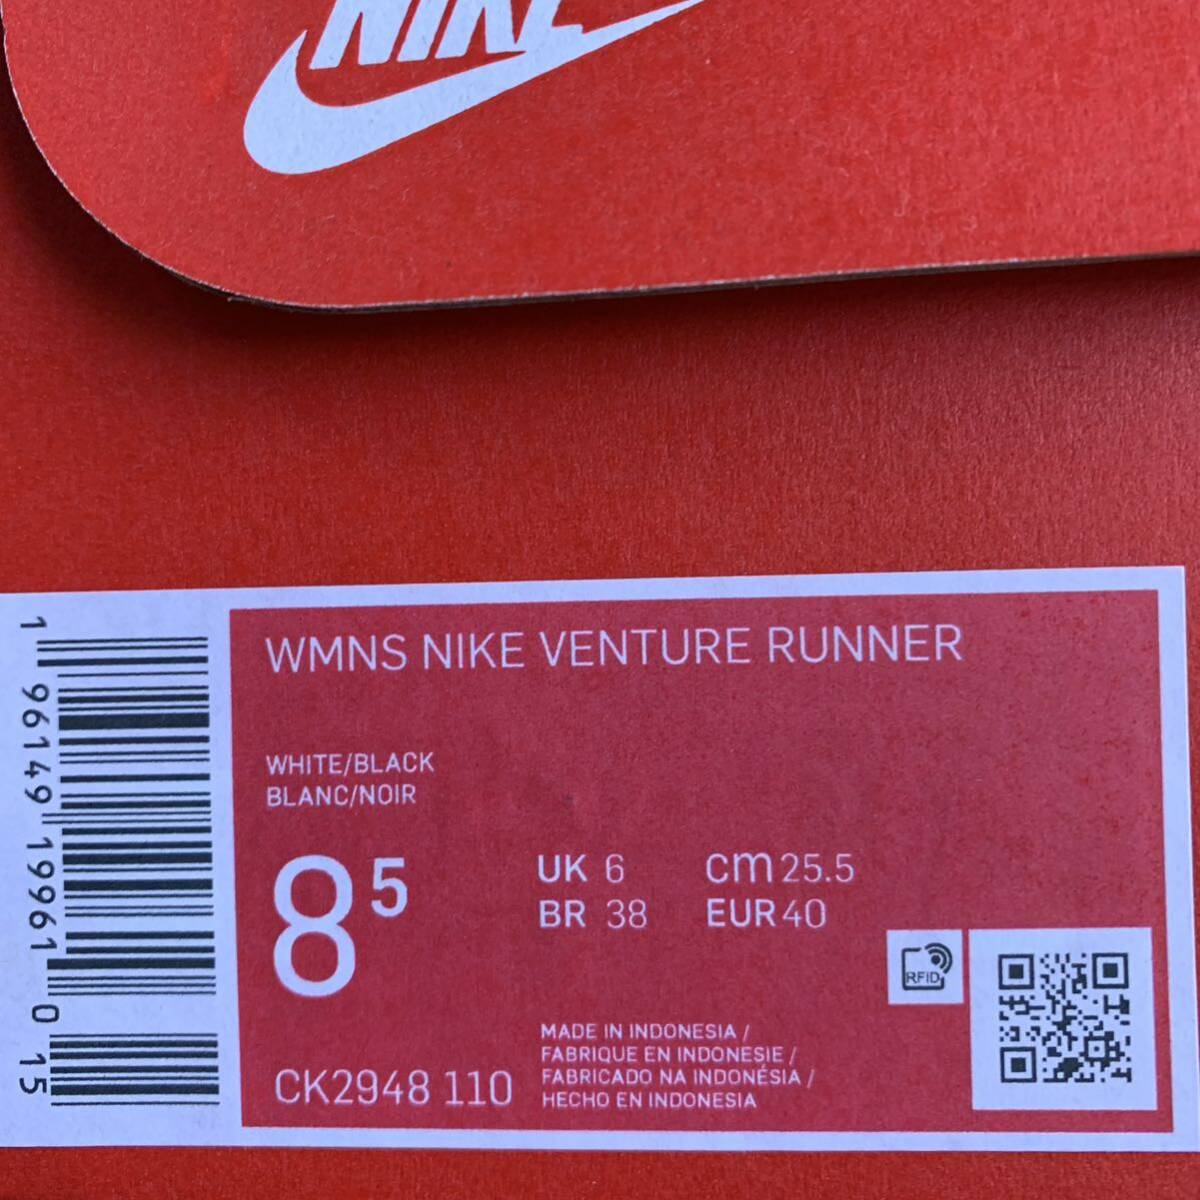 NIKE
WMNS NIKE VENTURE RUNNER
WHITE/BLACK
BLANC/NOIR
8 5
UK 6
cm 25.5
BR 38
EUR 40
RFID
MADE IN INDONESIA /
FABRIQUE EN INDONESIE /
FABRICADO NA INDONÉSIA /
HECHO EN INDONESIA
CK2948 110
1 96149 19961 0 15